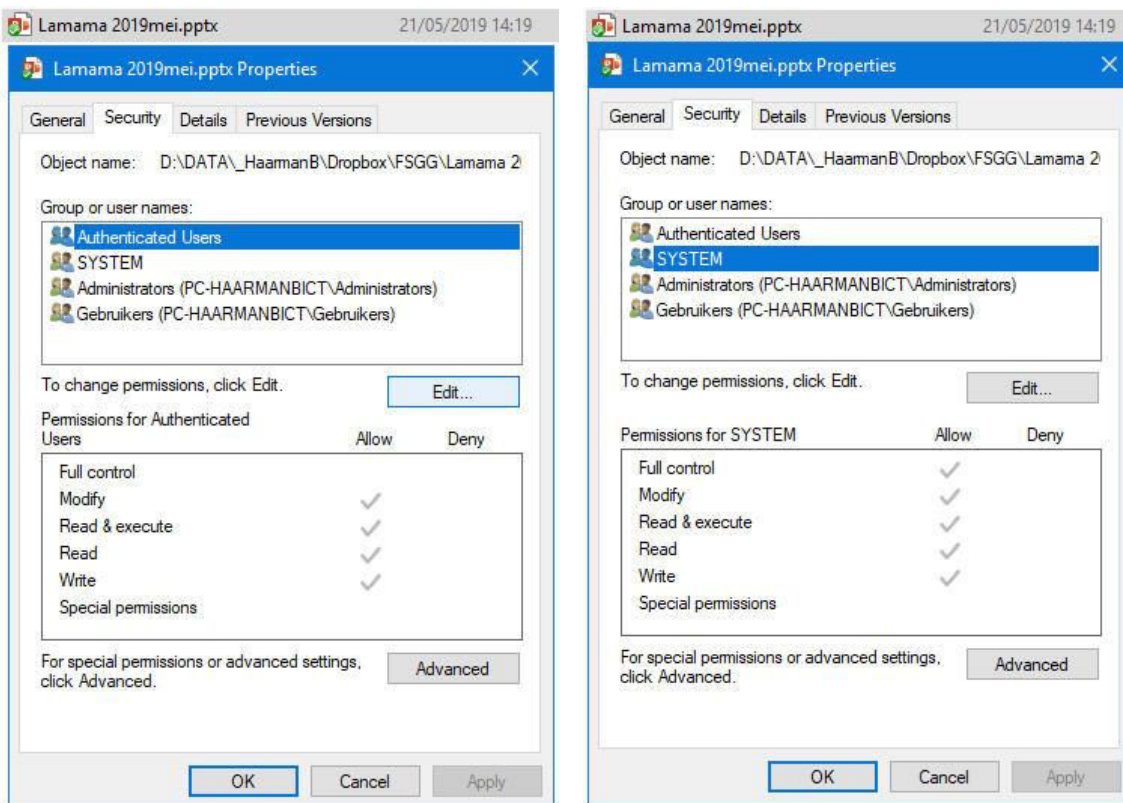 Lamama 2019mei.pptx 21/05/2019 14:19
Lamama 2019mei.pptx Properties
General Security Details Previous Versions
Object name: D:\DATA\_HaarmanB\Dropbox\FSGG\Lamama 2
Group or user names:
Authenticated Users
SYSTEM
Administrators (PC-HAARMANBICT\Administrators)
Gebruikers (PC-HAARMANBICT\Gebruikers)
To change permissions, click Edit.
Edit...
Permissions for Authenticated
Users Allow Deny
Full control
Modify
Read & execute
Read
Write
Special permissions
For special permissions or advanced settings,
click Advanced.
Advanced
OK Cancel Apply
Lamama 2019mei.pptx 21/05/2019 14:19
Lamama 2019mei.pptx Properties
General Security Details Previous Versions
Object name: D:\DATA\_HaarmanB\Dropbox\FSGG\Lamama 2
Group or user names:
Authenticated Users
SYSTEM
Administrators (PC-HAARMANBICT\Administrators)
Gebruikers (PC-HAARMANBICT\Gebruikers)
To change permissions, click Edit.
Edit...
Permissions for SYSTEM Allow Deny
Full control
Modify
Read & execute
Read
Write
Special permissions
For special permissions or advanced settings,
click Advanced.
Advanced
OK Cancel Apply